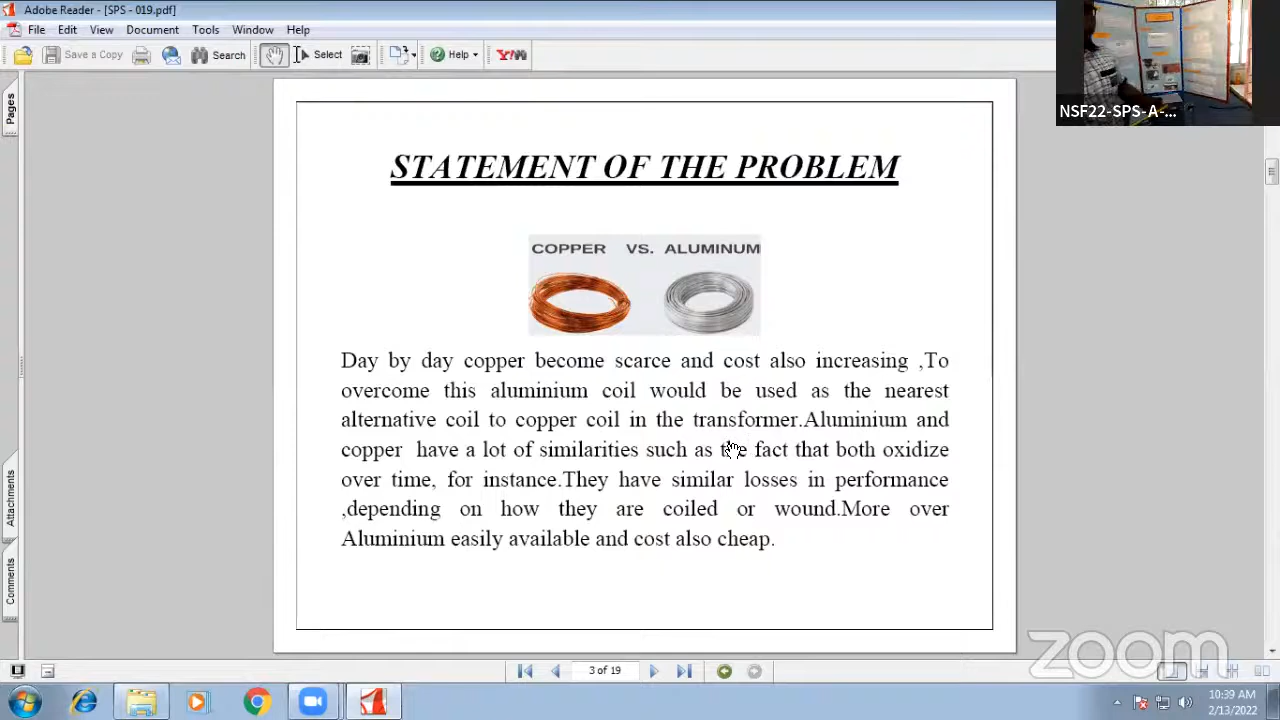 Adobe Reader - [SPS - 019.pdf]
File Edit View Document Tools Window Help
Save a Copy Search Select Help Y!
Pages
STATEMENT OF THE PROBLEM
COPPER VS. ALUMINUM
Day by day copper become scarce and cost also increasing ,To
overcome this aluminium coil would be used as the nearest
alternative coil to copper coil in the transformer.Aluminium and
copper have a lot of similarities such as the fact that both oxidize
over time, for instance.They have similar losses in performance
,depending on how they are coiled or wound.More over
Aluminium easily available and cost also cheap.
Attachments
Comments
NSF22-SPS-A-...
zoom
3 of 19
10:39 AM
2/13/2022